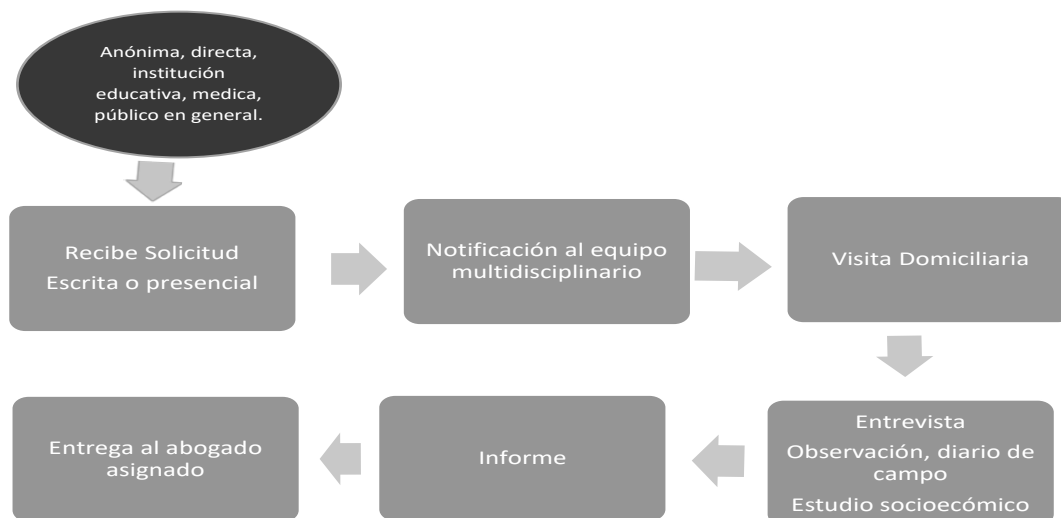 Anónima, directa,
institución
educativa, medica,
público en general.
Recibe Solicitud
Escrita o presencial
Notificación al equipo
multidisciplinario
Visita Domiciliaria
Entrevista
Observación, diario de
campo
Estudio socioecómico
Informe
Entrega al abogado
asignado